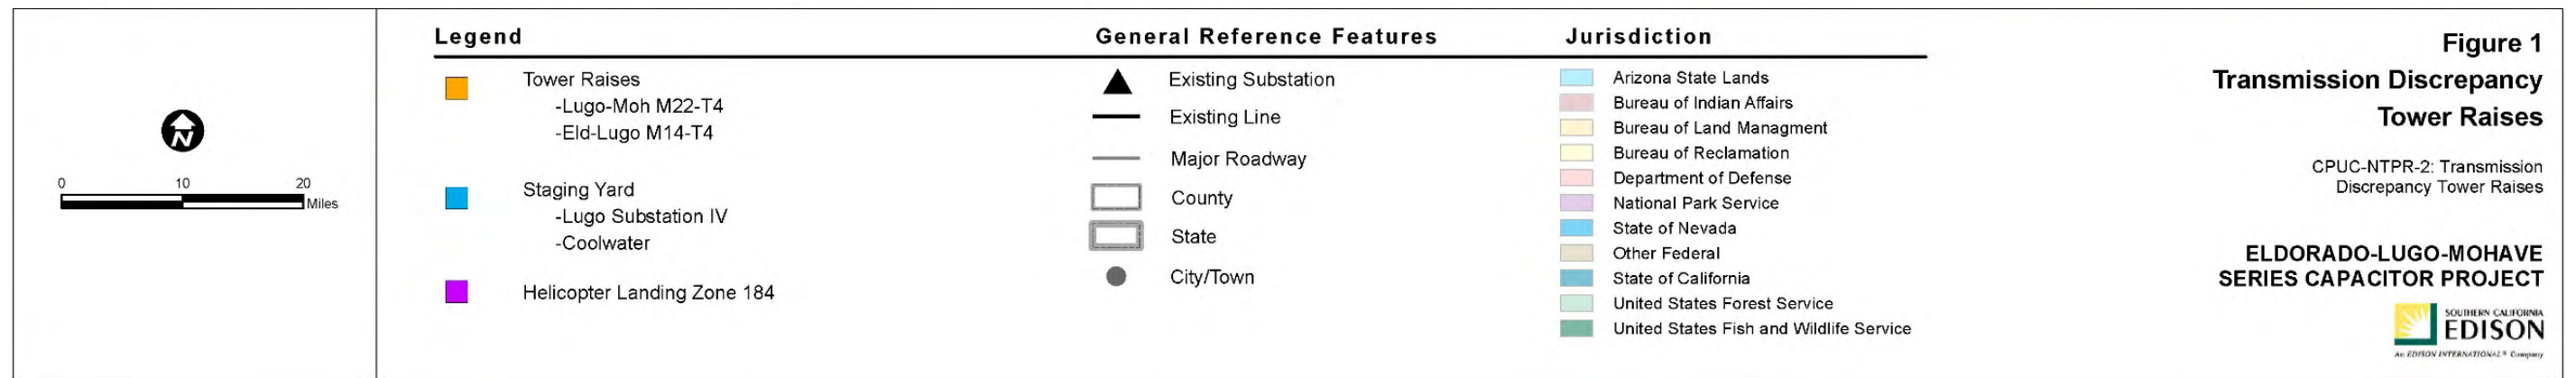 N
0 10 20
Miles
Legend
Tower Raises
-Lugo-Moh M22-T4
-Eld-Lugo M14-T4
Staging Yard
-Lugo Substation IV
-Coolwater
Helicopter Landing Zone 184
General Reference Features
Existing Substation
Existing Line
Major Roadway
County
State
City/Town
Jurisdiction
Arizona State Lands
Bureau of Indian Affairs
Bureau of Land Managment
Bureau of Reclamation
Department of Defense
National Park Service
State of Nevada
Other Federal
State of California
United States Forest Service
United States Fish and Wildlife Service
Figure 1
Transmission Discrepancy
Tower Raises
CPUC-NTPR-2: Transmission
Discrepancy Tower Raises
ELDORADO-LUGO-MOHAVE
SERIES CAPACITOR PROJECT
SOUTHERN CALIFORNIA
EDISON
An EDISON INTERNATIONAL® Company